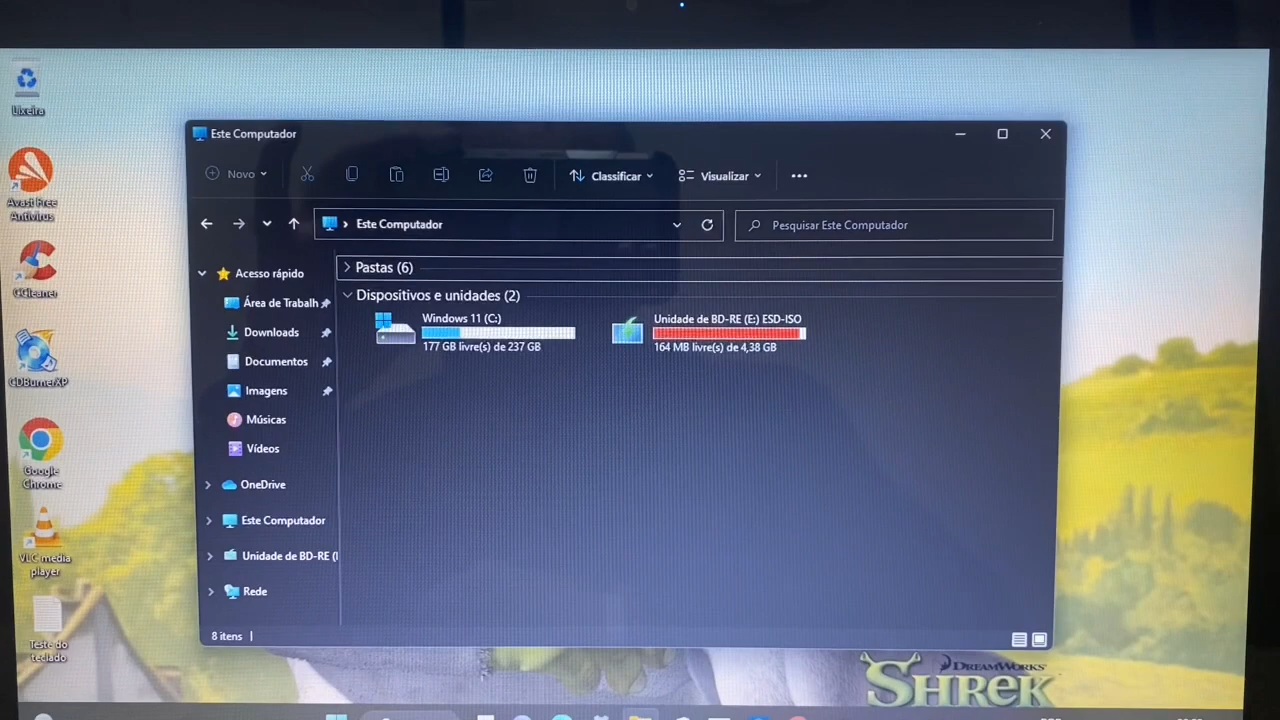 Lixeira
Avast Free
Antivirus
CCleaner
CDBurnerXP
Google
Chrome
VLC media
player
Teste do
teclado
Este Computador
Novo
Classificar
Visualizar
Este Computador
Pesquisar Este Computador
Acesso rápido
Área de Trabalh
Downloads
Documentos
Imagens
Músicas
Vídeos
OneDrive
Este Computador
Unidade de BD-RE (
Rede
Pastas (6)
Dispositivos e unidades (2)
Windows 11 (C:)
177 GB livre(s) de 237 GB
Unidade de BD-RE (E:) ESD-ISO
164 MB livre(s) de 4,38 GB
8 itens
DREAMWORKS
SHREK